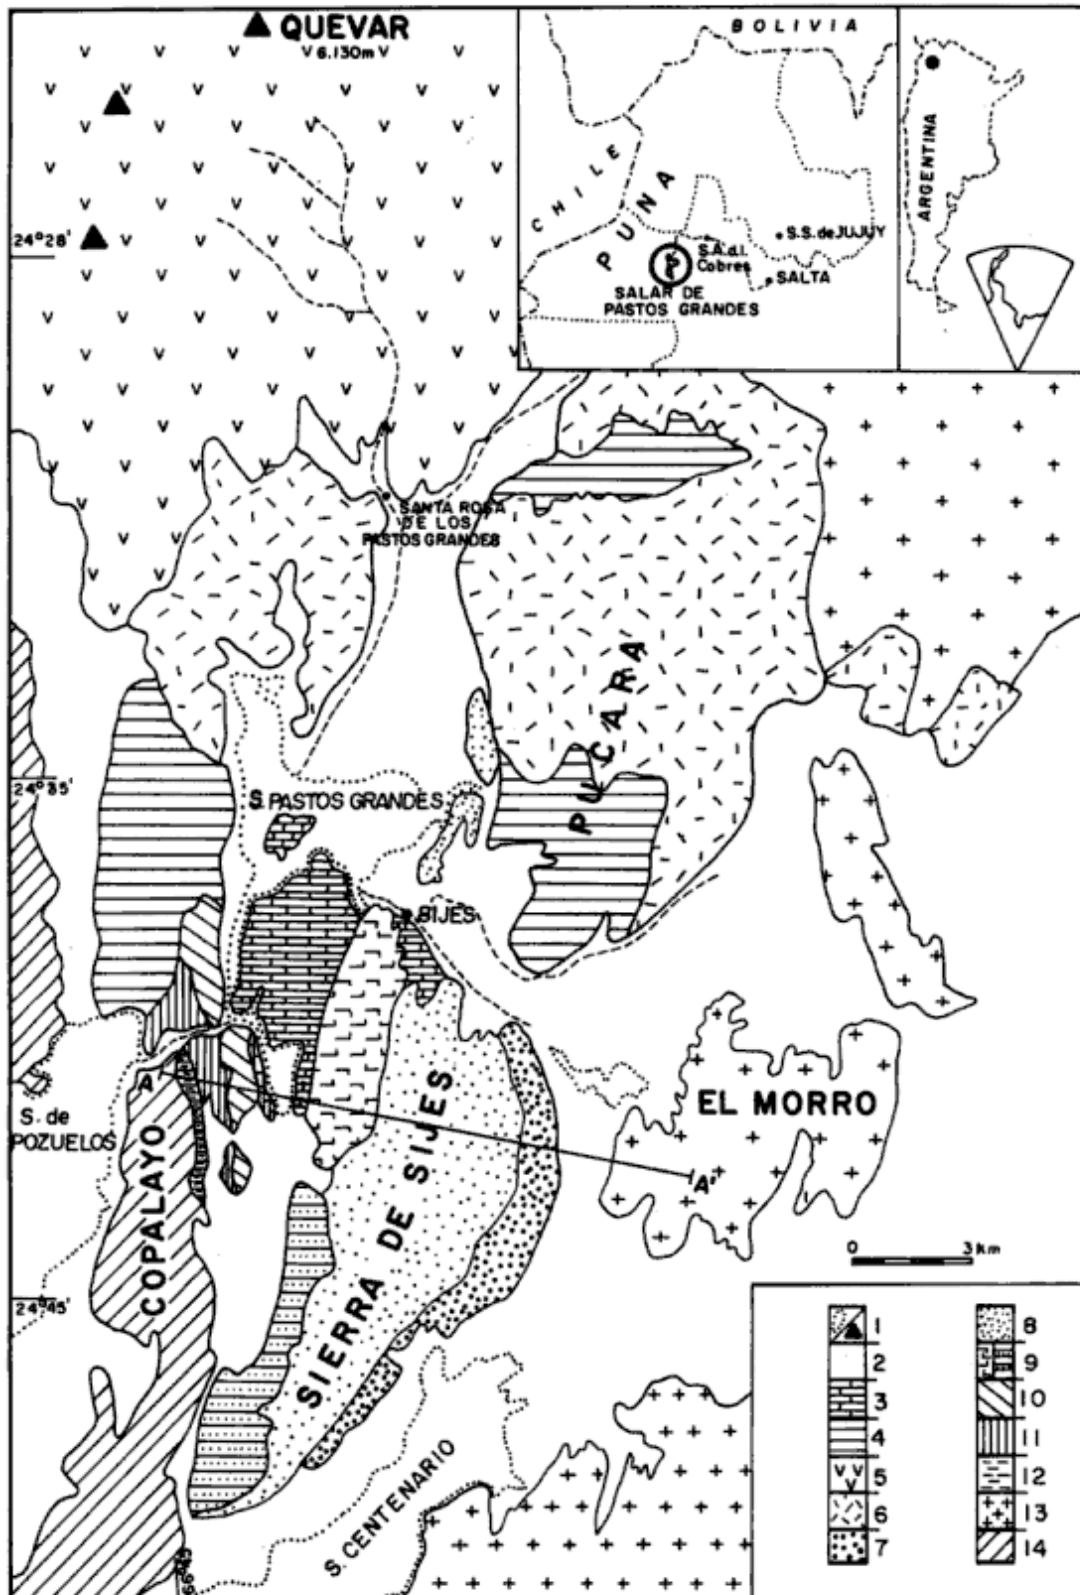 QUEVAR
6.130m
BOLIVIA
CHILE
PUNA
S.A.d.l.
Cobres
S.S.de JUJUY
SALTA
SALAR DE
PASTOS GRANDES
ARGENTINA
24°28'
SANTA ROSA
DE LOS
PASTOS GRANDES
PUCARA
24°35'
S. PASTOS GRANDES
SIJES
A
S. de
POZUELOS
COPALAYO
SIERRA DE SIJES
EL MORRO
A'
0 3 km
24°45'
S. CENTENARIO
66°45'
1 8
2 9
3 10
4 11
5 12
6 13
7 14